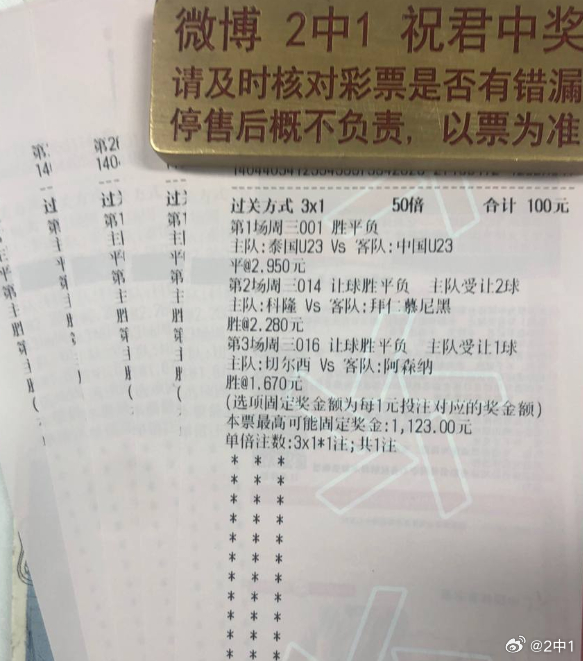 微博 2中1 祝君中奖
请及时核对彩票是否有错漏
停售后概不负责, 以票为准
过关方式 3x1 50倍 合计 100元
第1场周三001 胜平负
主队:泰国U23 Vs 客队:中国U23
平@2.950元
第2场周三014 让球胜平负 主队受让2球
主队:科隆 Vs 客队:拜仁慕尼黑
胜@2.280元
第3场周三016 让球胜平负 主队受让1球
主队:切尔西 Vs 客队:阿森纳
胜@1.670元
(选项固定奖金额为每1元投注对应的奖金额)
本票最高可能固定奖金:1,123.00元
单倍注数:3x1*1注;共1注
* * *
* * *
* * *
* * *
* * *
* * *
* * *
* * *
* * *
* * *
* * *
@2中1